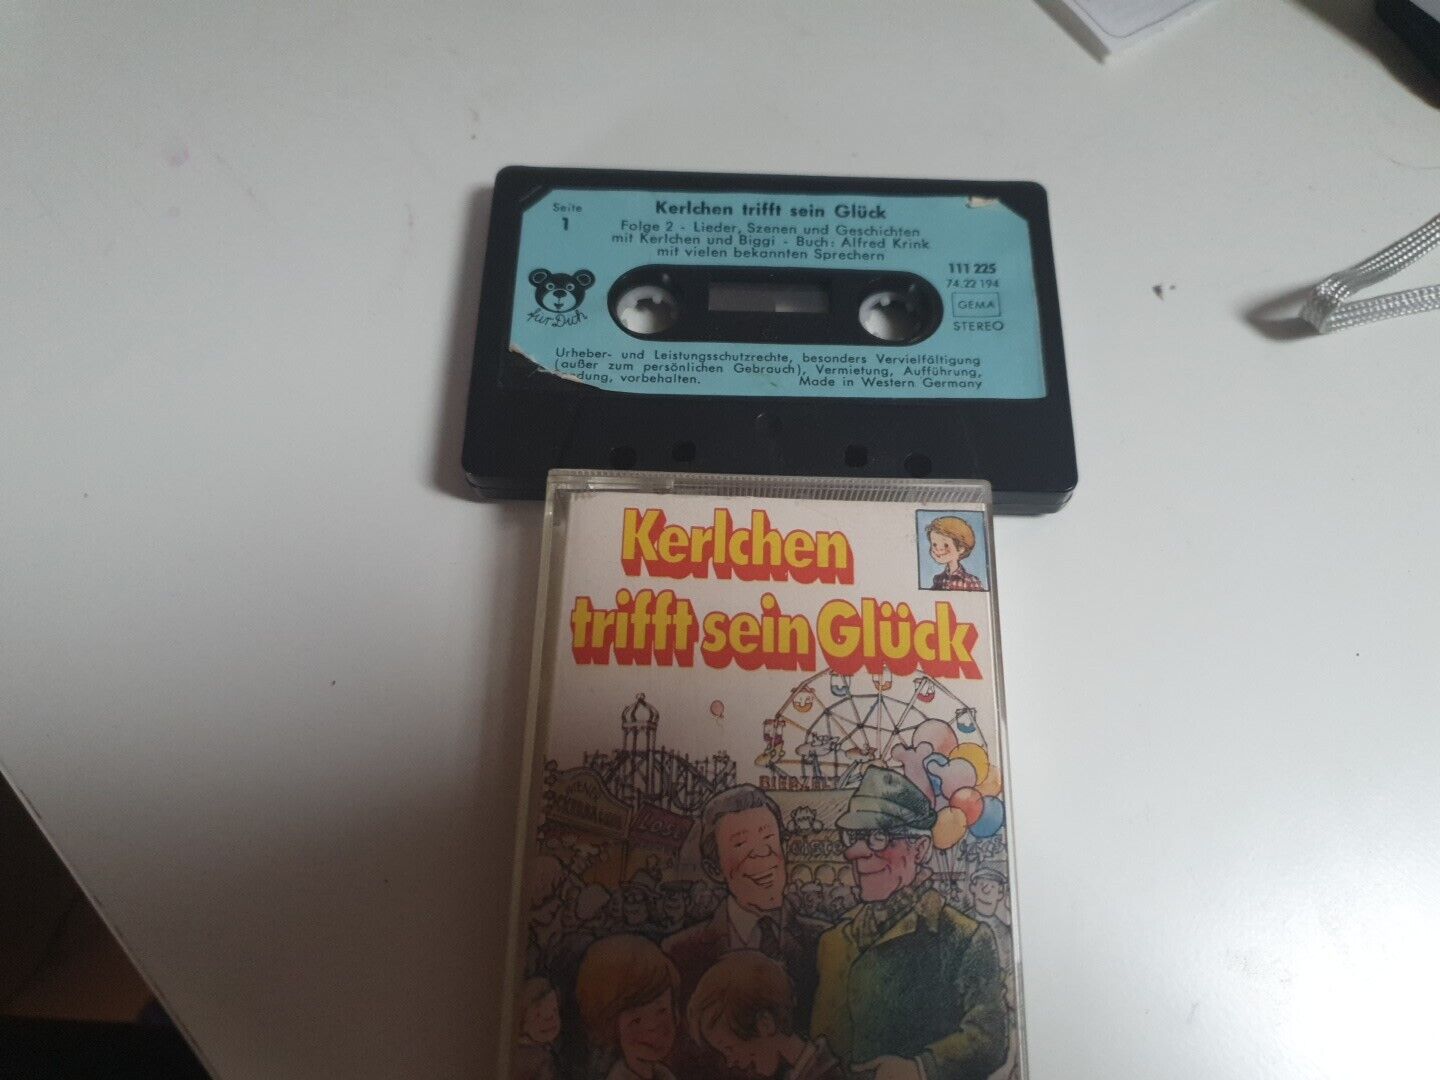 Seite
1
Kerlchen trifft sein Glück
Folge 2 - Lieder, Szenen und Geschichten
mit Kerlchen und Biggi - Buch: Alfred Krink
mit vielen bekannten Sprechern
für Dich
111 225
74.22 194
GEMA
STEREO
Urheber- und Leistungsschutzrechte, besonders Vervielfältigung
(außer zum persönlichen Gebrauch), Vermietung, Aufführung,
ndung, vorbehalten. Made in Western Germany
Kerlchen
trifft sein Glück
BIERZELT
LOSE